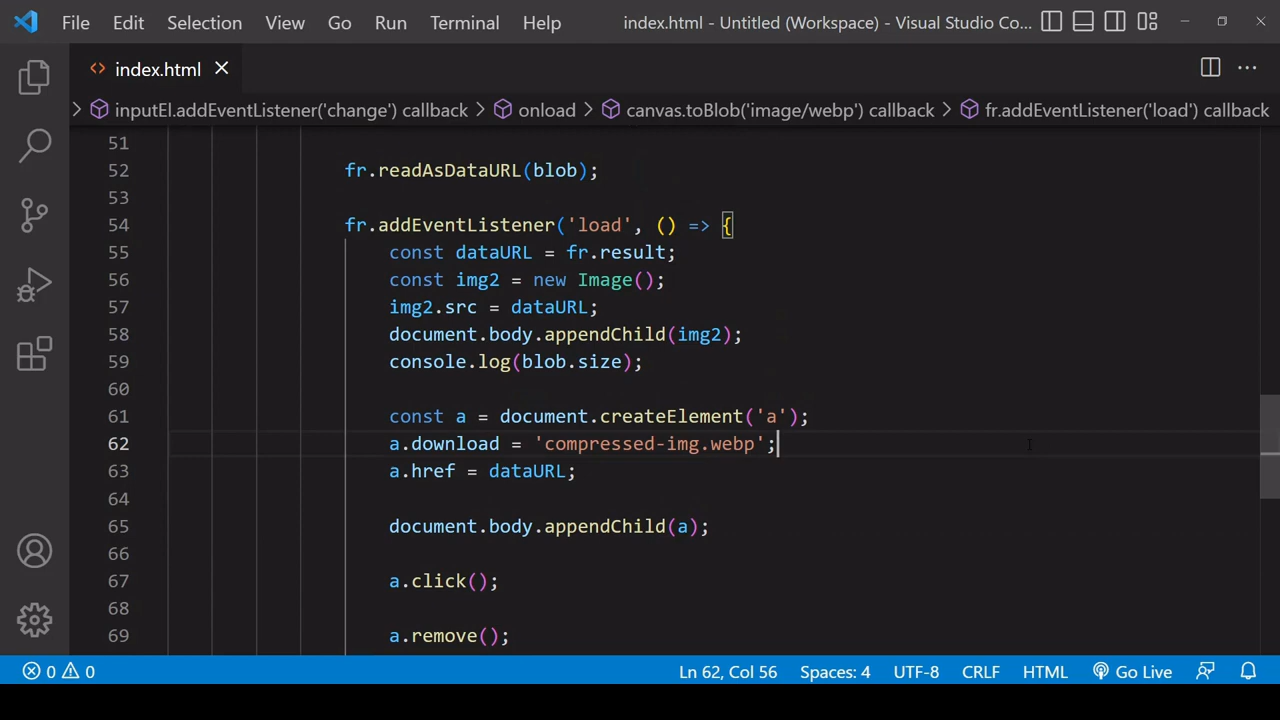 File Edit Selection View Go Run Terminal Help index.html - Untitled (Workspace) - Visual Studio Co...
index.html
inputEl.addEventListener('change') callback > onload > canvas.toBlob('image/webp') callback > fr.addEventListener('load') callback
51
52 fr.readAsDataURL(blob);
53
54 fr.addEventListener('load', () => {
55 const dataURL = fr.result;
56 const img2 = new Image();
57 img2.src = dataURL;
58 document.body.appendChild(img2);
59 console.log(blob.size);
60
61 const a = document.createElement('a');
62 a.download = 'compressed-img.webp';
63 a.href = dataURL;
64
65 document.body.appendChild(a);
66
67 a.click();
68
69 a.remove();
0 0 Ln 62, Col 56 Spaces: 4 UTF-8 CRLF HTML Go Live